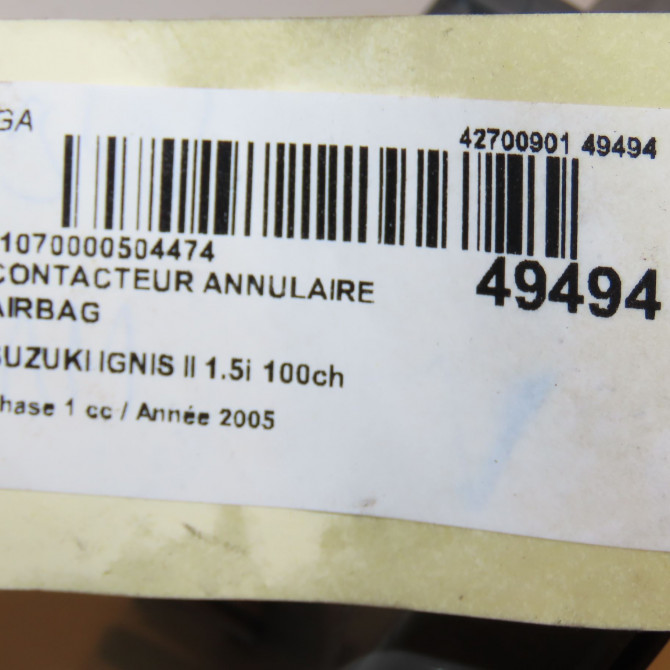 GA
42700901 49494
1070000504474
CONTACTEUR ANNULAIRE
49494
AIRBAG
SUZUKI IGNIS II 1.5i 100ch
hase 1 cc / Année 2005